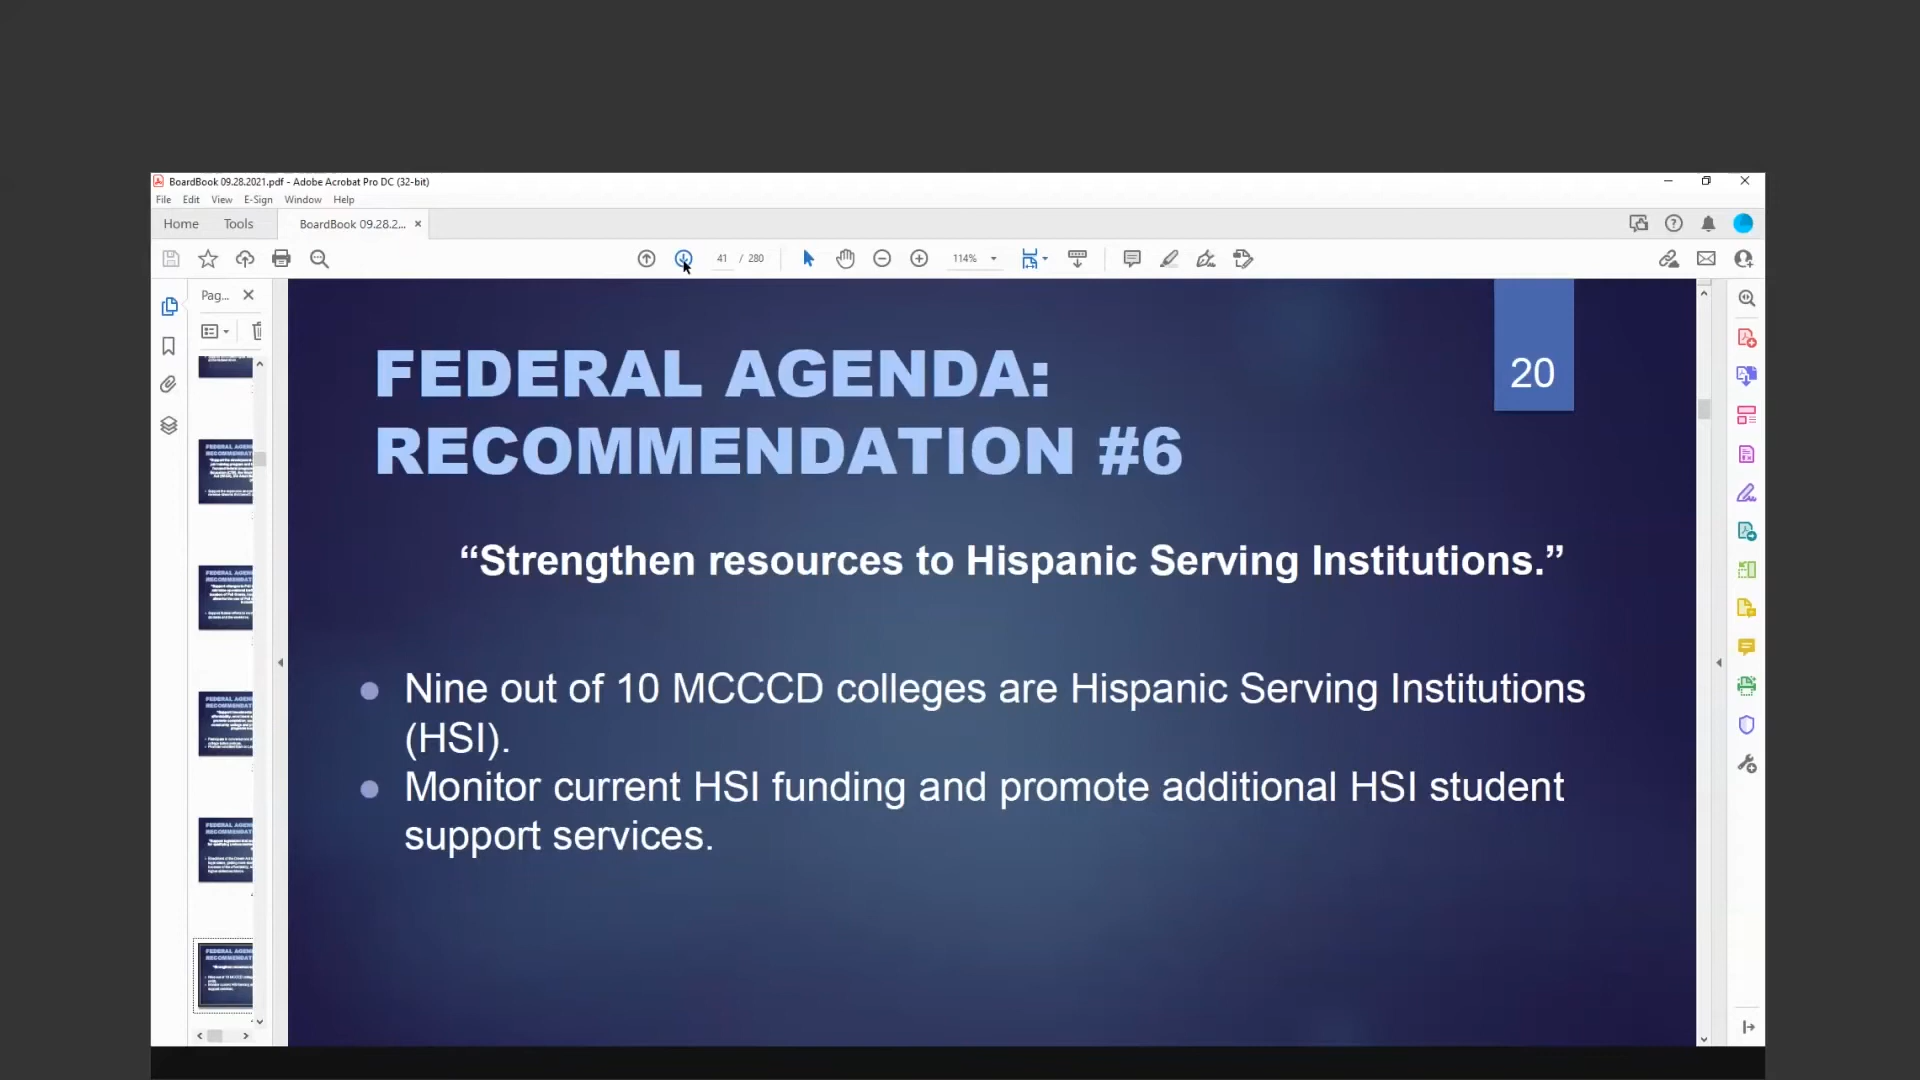 BoardBook 09.28.2021.pdf - Adobe Acrobat Pro DC (32-bit)
File Edit View E-Sign Window Help
Home Tools BoardBook 09.28.2... ×
41 / 280 114%
Pag...
20
FEDERAL AGENDA:
RECOMMENDATION #6
“Strengthen resources to Hispanic Serving Institutions.”
Nine out of 10 MCCCD colleges are Hispanic Serving Institutions
(HSI).
Monitor current HSI funding and promote additional HSI student
support services.